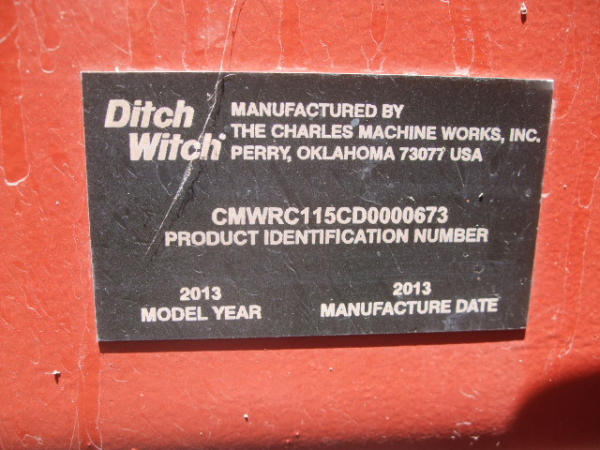 Ditch
Witch®
MANUFACTURED BY
THE CHARLES MACHINE WORKS, INC.
PERRY, OKLAHOMA 73077 USA
CMWRC115CD0000673
PRODUCT IDENTIFICATION NUMBER
2013
MODEL YEAR
2013
MANUFACTURE DATE